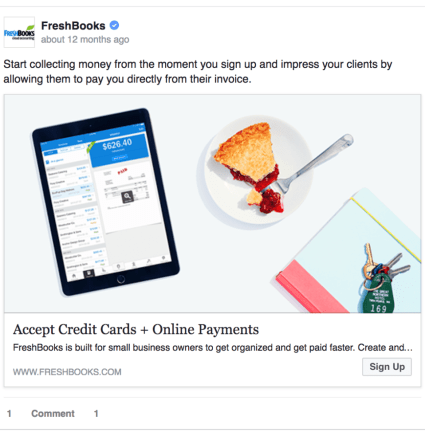 FreshBooks
FRESHBOOKS
cloud accounting
about 12 months ago
Start collecting money from the moment you sign up and impress your clients by
allowing them to pay you directly from their invoice.
$626.40
169
Accept Credit Cards + Online Payments
FreshBooks is built for small business owners to get organized and get paid faster. Create and...
WWW.FRESHBOOKS.COM
Sign Up
1 Comment 1